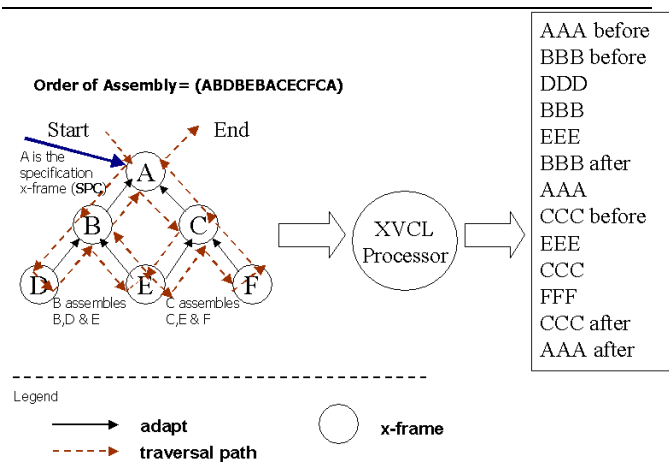 Order of Assembly= (ABDBEBACECFCA)
Start
End
A is the
specification
x-frame (SPC)
A
B
C
D
E
F
B assembles
B,D & E
C assembles
C,E & F
XVCL
Processor
AAA before
BBB before
DDD
BBB
EEE
BBB after
AAA
CCC before
EEE
CCC
FFF
CCC after
AAA after
Legend
adapt
x-frame
traversal path